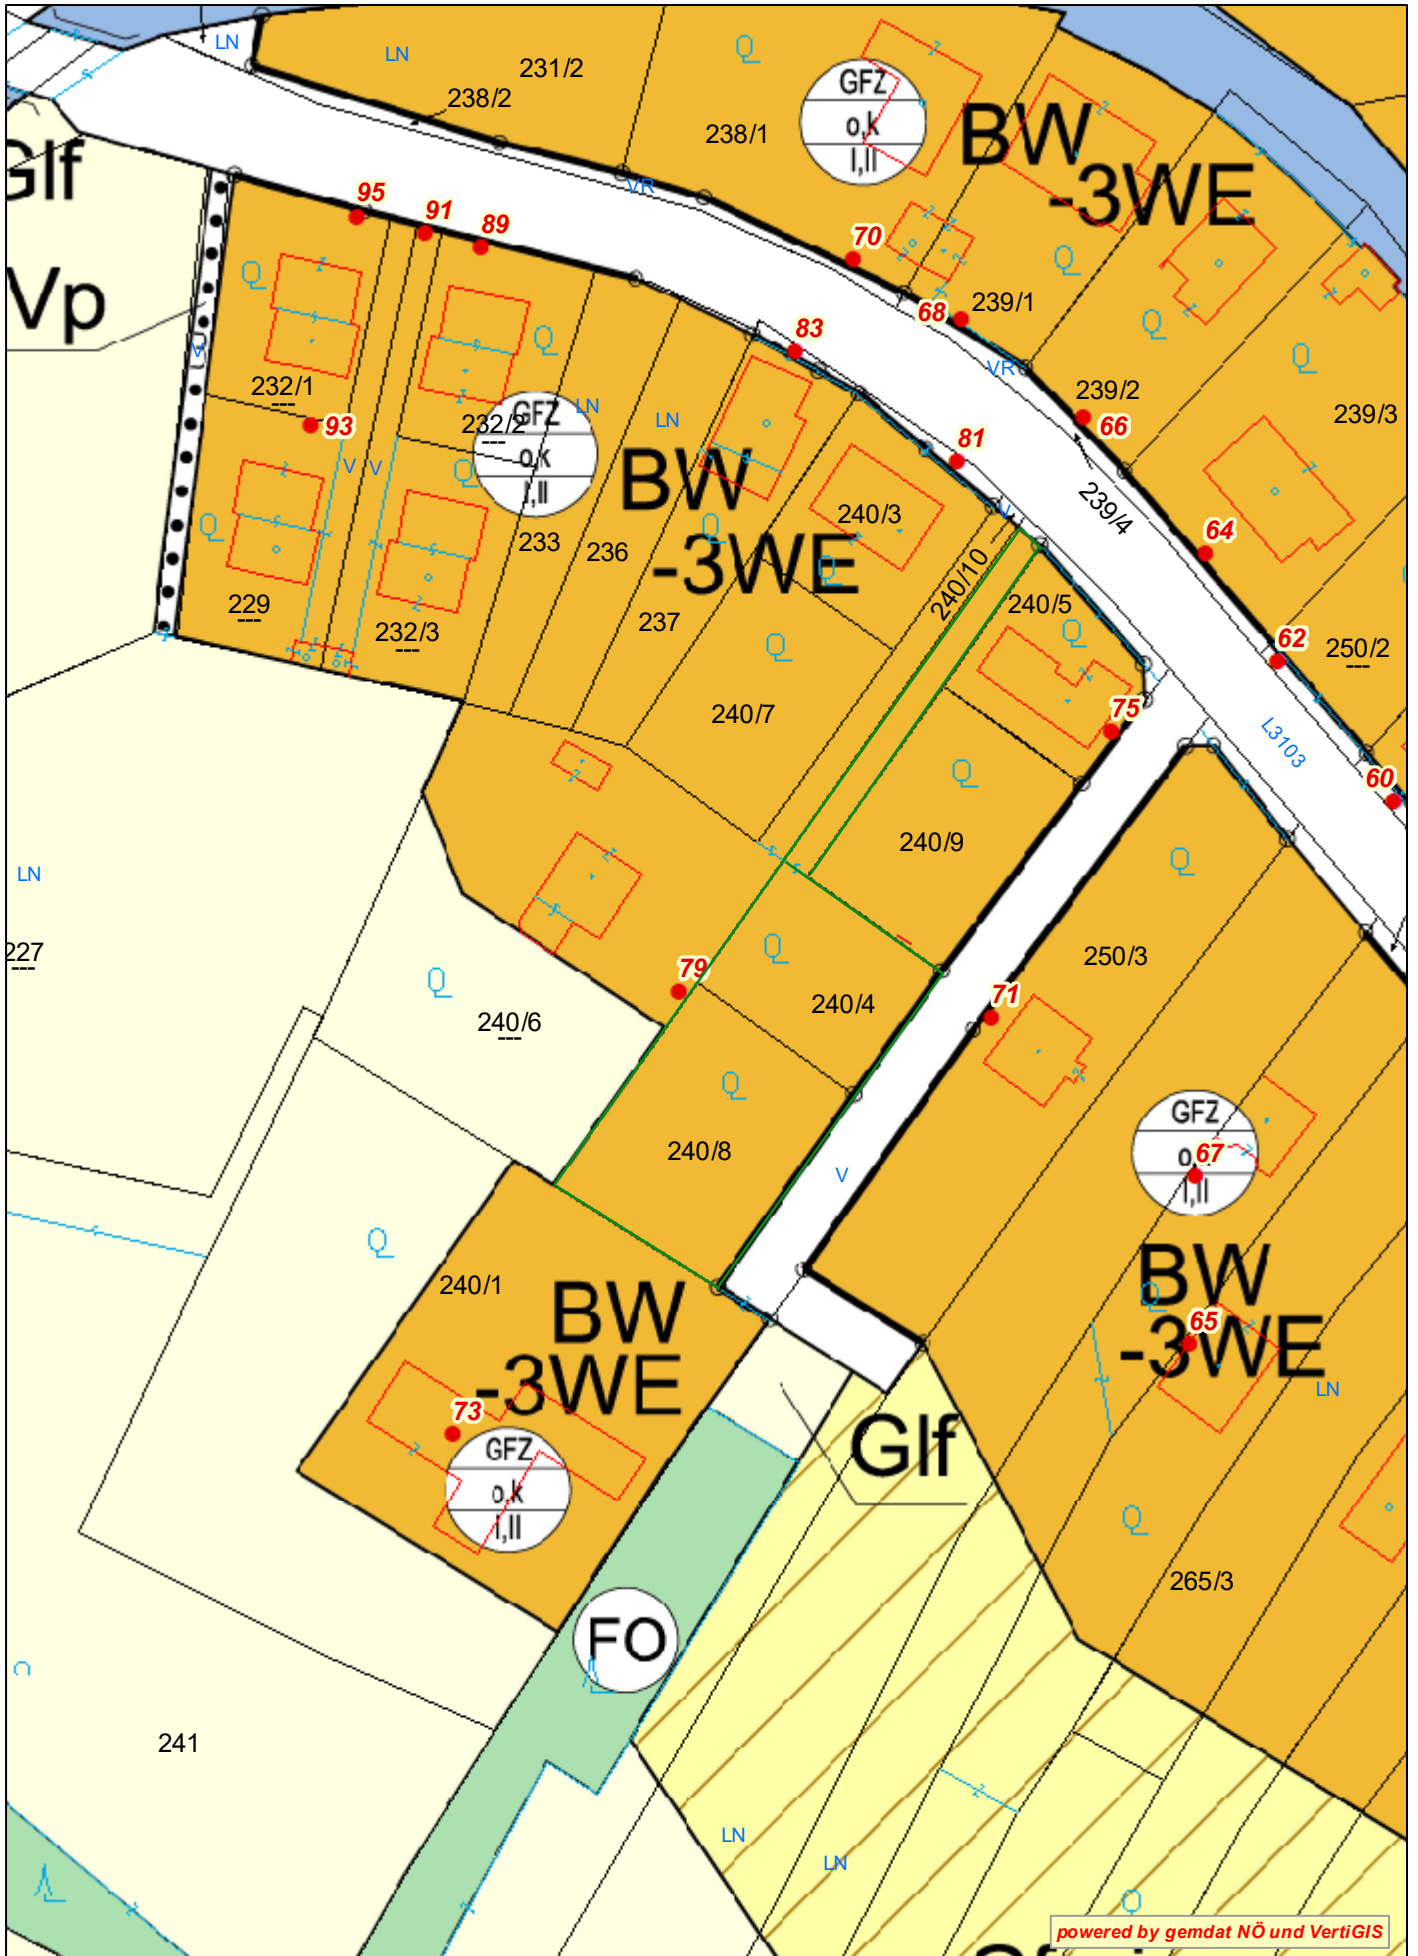 LN
LN
231/2
238/2
238/1
GFZ
o,k
I,II
BW
-3WE
Glf
Vp
VR
95
91
89
70
68
239/1
83
VR
239/2
66
239/3
232/1
---
93
232/2
---
GFZ
o,k
I,II
LN
LN
BW
-3WE
81
V
V
V
V
239/4
240/3
64
233
236
237
240/10
240/5
229
---
232/3
---
62
250/2
---
240/7
75
L3103
60
240/9
LN
227
---
79
240/4
250/3
71
240/6
---
240/8
V
GFZ
67
I,II
240/1
BW
-3WE
BW
-3WE
65
LN
73
GFZ
o,k
I,II
Glf
FO
265/3
241
LN
LN
powered by gemdat NÖ und VertiGIS